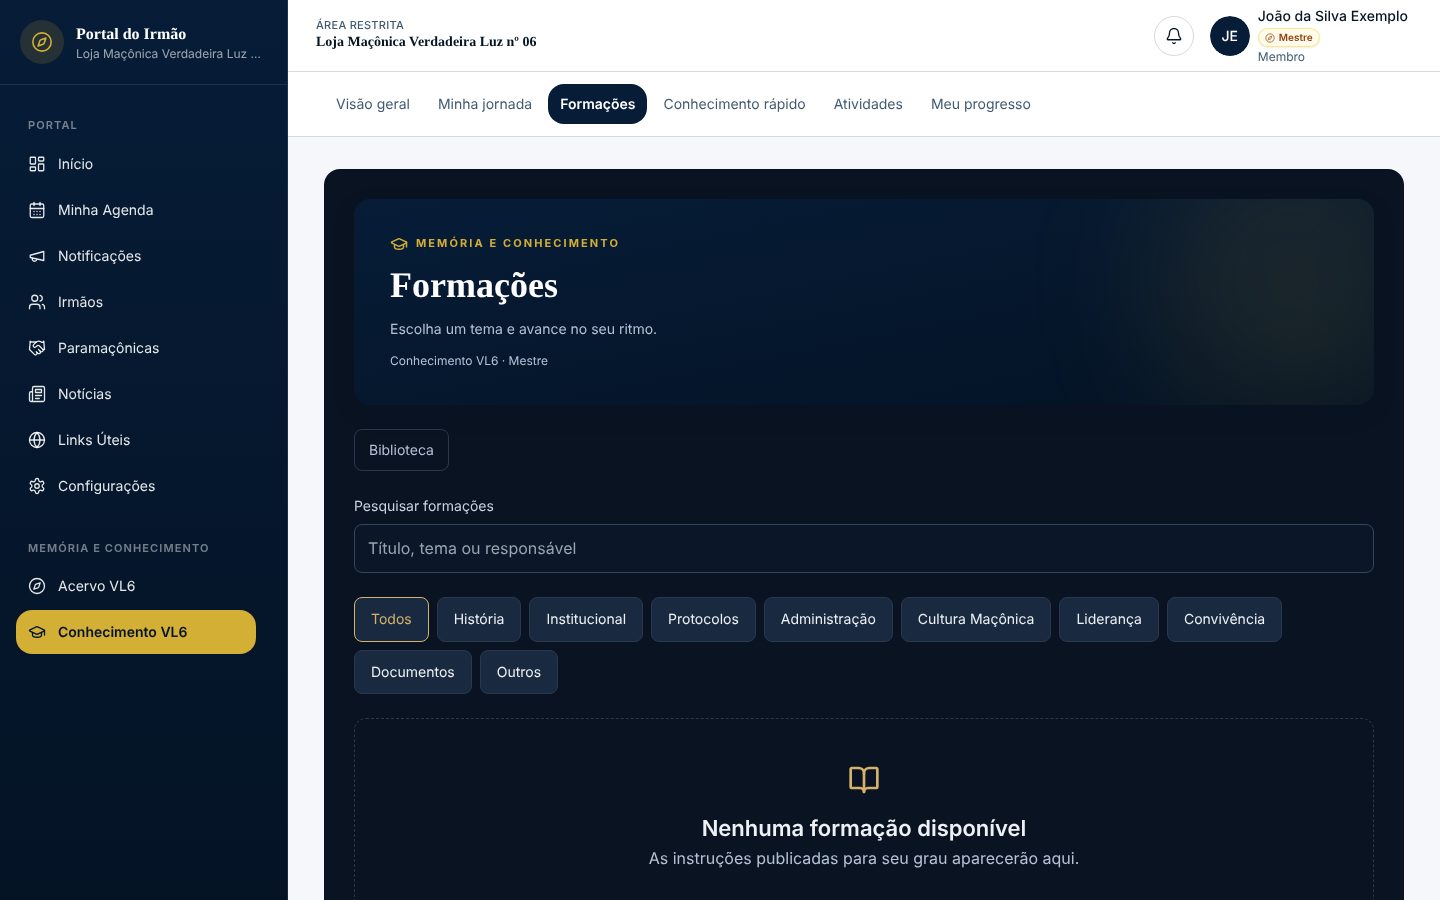 Portal do Irmão
Loja Maçônica Verdadeira Luz ...
PORTAL
Início
Minha Agenda
Notificações
Irmãos
Paramaçônicas
Notícias
Links Úteis
Configurações
MEMÓRIA E CONHECIMENTO
Acervo VL6
Conhecimento VL6
ÁREA RESTRITA
Loja Maçônica Verdadeira Luz nº 06
JE
João da Silva Exemplo
Mestre
Membro
Visão geral
Minha jornada
Formações
Conhecimento rápido
Atividades
Meu progresso
MEMÓRIA E CONHECIMENTO
Formações
Escolha um tema e avance no seu ritmo.
Conhecimento VL6 · Mestre
Biblioteca
Pesquisar formações
Título, tema ou responsável
Todos
História
Institucional
Protocolos
Administração
Cultura Maçônica
Liderança
Convivência
Documentos
Outros
Nenhuma formação disponível
As instruções publicadas para seu grau aparecerão aqui.